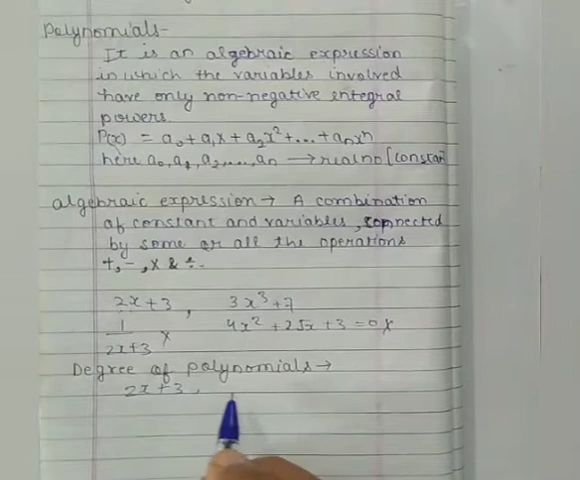 Polynomials-
It is an algebraic expression
in which the variables involved
have only non-negative integral
powers.
P(x) = a₀+a₁x+a₂x²+...+aₙxⁿ
here a₀,a₁,a₂,...,aₙ → real no [constan
algebraic expression → A combination
of constant and variables, connected
by some or all the operations
+,-,x & ÷.
2x+3, 3x³+7
1/2x+3 x 4x²+25x+3=0 x
Degree of polynomials →
2x+3,